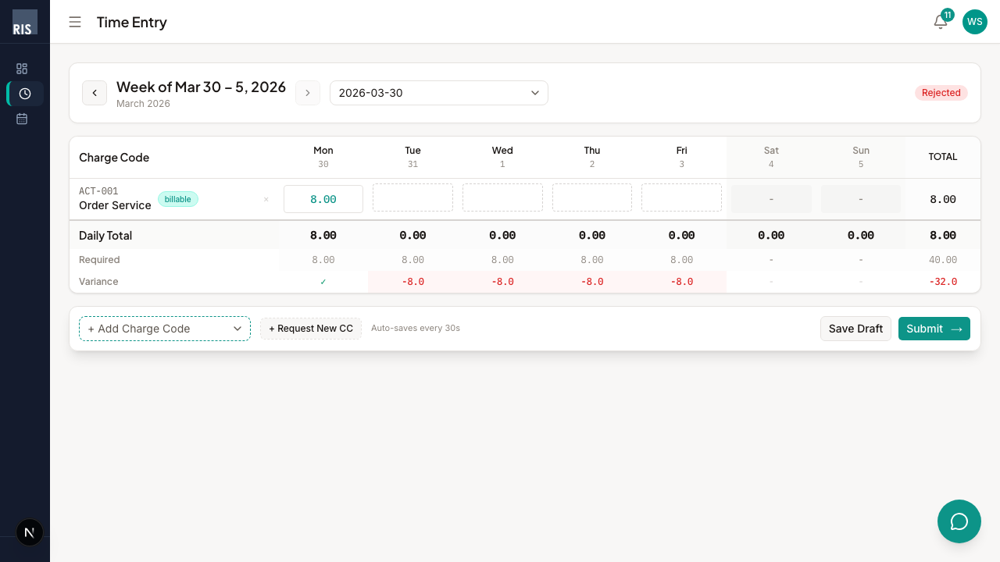 RIS
Time Entry
11
WS
Week of Mar 30 – 5, 2026
March 2026
2026-03-30
Rejected
Charge Code
Mon
30
Tue
31
Wed
1
Thu
2
Fri
3
Sat
4
Sun
5
TOTAL
ACT-001
Order Service
billable
×
8.00
-
-
8.00
Daily Total
8.00
0.00
0.00
0.00
0.00
0.00
0.00
8.00
Required
8.00
8.00
8.00
8.00
8.00
-
-
40.00
Variance
✓
-8.0
-8.0
-8.0
-8.0
-
-
-32.0
+ Add Charge Code
+ Request New CC
Auto-saves every 30s
Save Draft
Submit →
N